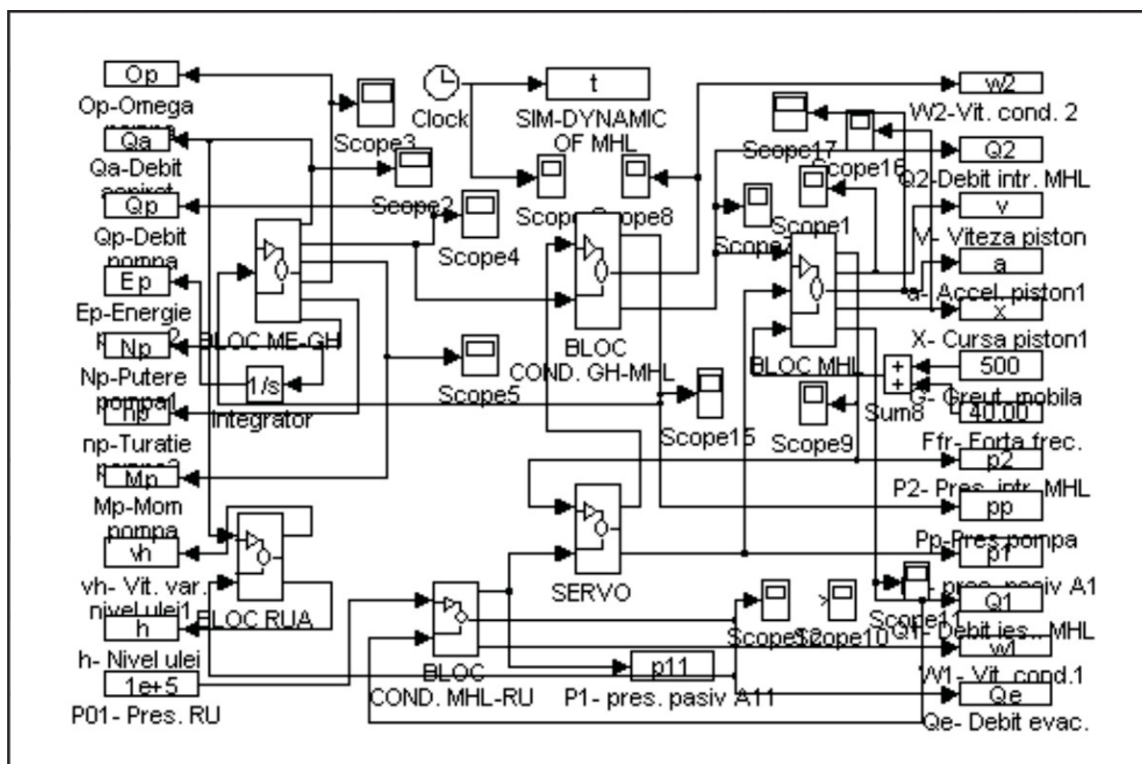 Op
Op-Omega
Qa
Qa-Debit
Qp
Qp-Debit
pompa
Ep
Ep-Energie
Np
Np-Putere
pompa1
np
np-Turatie
Mp
Mp-Mom
pompa
vh
vh- Vit. var.
nivel ulei1
h
h- Nivel ulei
1e+5
P01- Pres. RU
Scope3
Scope2
Scope4
Scope5
BLOC ME-GH
1/s
Integrator
BLOC RUA
Clock
t
SIM-DYNAMIC
OF MHL
Scope8
BLOC
COND. GH-MHL
Scope15
SERVO
BLOC
COND. MHL-RU
p11
P1- pres. pasiv A11
Scope17
Scope16
Scope1
BLOC MHL
Scope9
Sum8
+
+
Scope10
Scope11
w2
W2-Vit. cond. 2
Q2
Q2-Debit intr. MHL
v
V- Viteza piston
a
a- Accel. piston1
x
X- Cursa piston1
500
G- Greut. mobila
40.00
Ffr- Forta frec.
p2
P2- Pres. intr. MHL
pp
Pp-Pres pompa
p1
pres. pasiv A1
Q1
Q1- Debit ies.. MHL
w1
W1- Vit. cond.1
Qe
Qe- Debit evac.